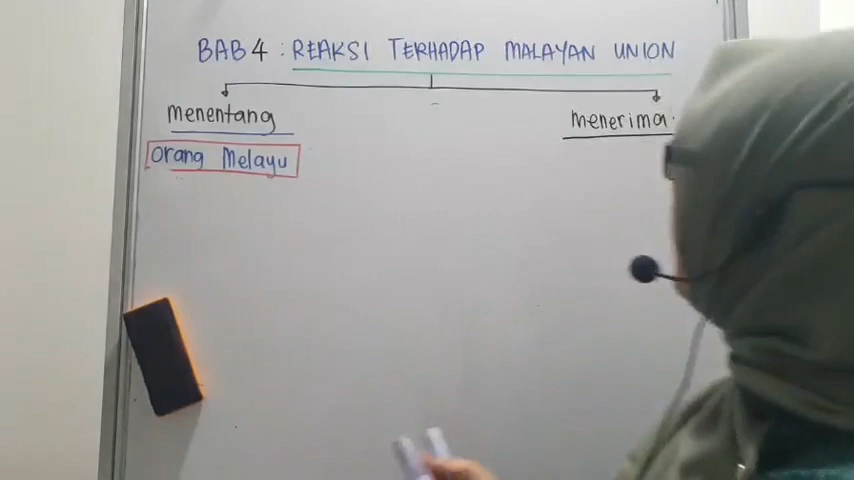 BAB 4 : REAKSI TERHADAP MALAYAN UNION
menentang
menerima
Orang Melayu